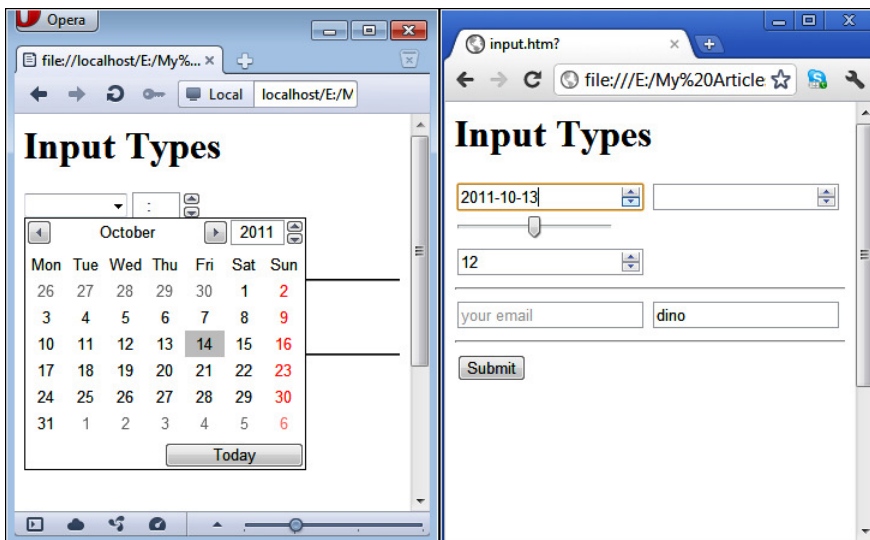 Opera
file://localhost/E:/My%...
Local localhost/E:/M
Input Types
:
October 2011
Mon Tue Wed Thu Fri Sat Sun
26 27 28 29 30 1 2
3 4 5 6 7 8 9
10 11 12 13 14 15 16
17 18 19 20 21 22 23
24 25 26 27 28 29 30
31 1 2 3 4 5 6
Today
input.htm?
file:///E:/My%20Article
Input Types
2011-10-13
12
your email dino
Submit